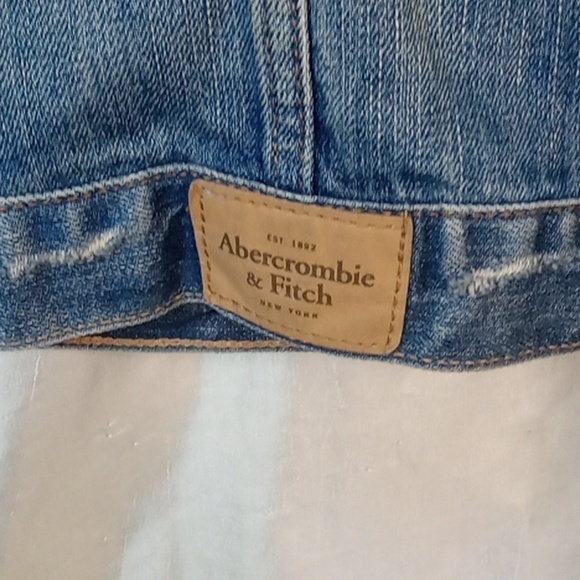 EST. 1892
Abercrombie
& Fitch
NEW YORK